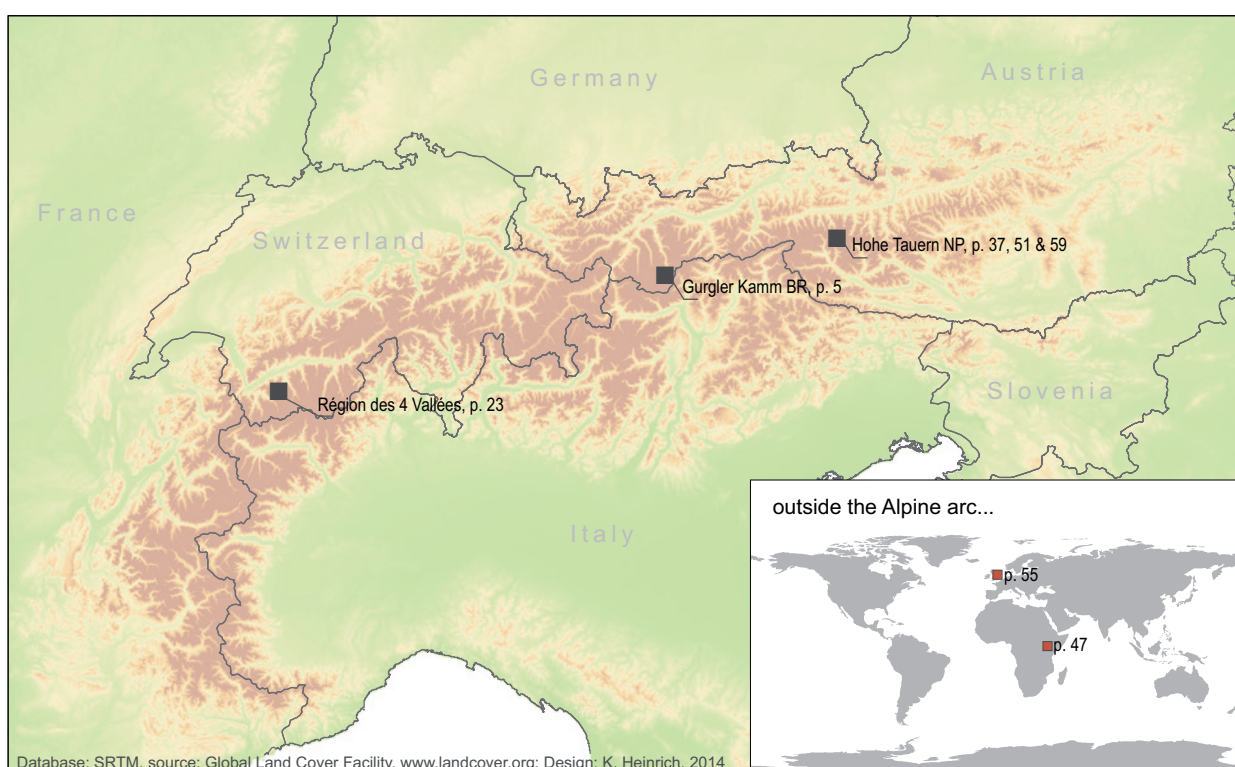 Germany
Austria
France
Switzerland
Hohe Tauern NP, p. 37, 51 & 59
Gurgler Kamm BR, p. 5
Région des 4 Vallées, p. 23
Slovenia
Italy
outside the Alpine arc...
p. 55
p. 47
Database: SRTM, source: Global Land Cover Facility, www.landcover.org; Design: K. Heinrich, 2014